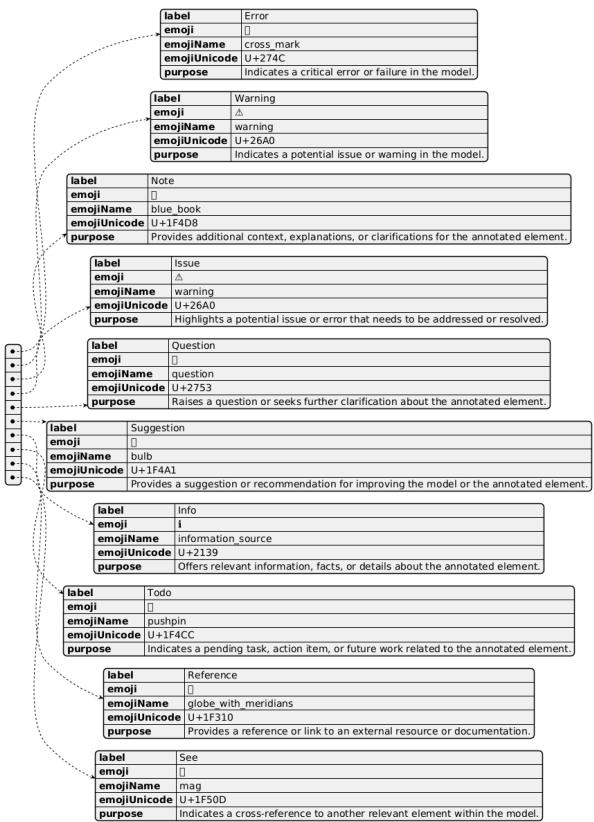 label Error
emoji
emojiName cross_mark
emojiUnicode U+274C
purpose Indicates a critical error or failure in the model.
label Warning
emoji ⚠
emojiName warning
emojiUnicode U+26A0
purpose Indicates a potential issue or warning in the model.
label Note
emoji
emojiName blue_book
emojiUnicode U+1F4D8
purpose Provides additional context, explanations, or clarifications for the annotated element.
label Issue
emoji ⚠
emojiName warning
emojiUnicode U+26A0
purpose Highlights a potential issue or error that needs to be addressed or resolved.
label Question
emoji
emojiName question
emojiUnicode U+2753
purpose Raises a question or seeks further clarification about the annotated element.
label Suggestion
emoji
emojiName bulb
emojiUnicode U+1F4A1
purpose Provides a suggestion or recommendation for improving the model or the annotated element.
label Info
emoji ℹ
emojiName information_source
emojiUnicode U+2139
purpose Offers relevant information, facts, or details about the annotated element.
label Todo
emoji
emojiName pushpin
emojiUnicode U+1F4CC
purpose Indicates a pending task, action item, or future work related to the annotated element.
label Reference
emoji
emojiName globe_with_meridians
emojiUnicode U+1F310
purpose Provides a reference or link to an external resource or documentation.
label See
emoji
emojiName mag
emojiUnicode U+1F50D
purpose Indicates a cross-reference to another relevant element within the model.